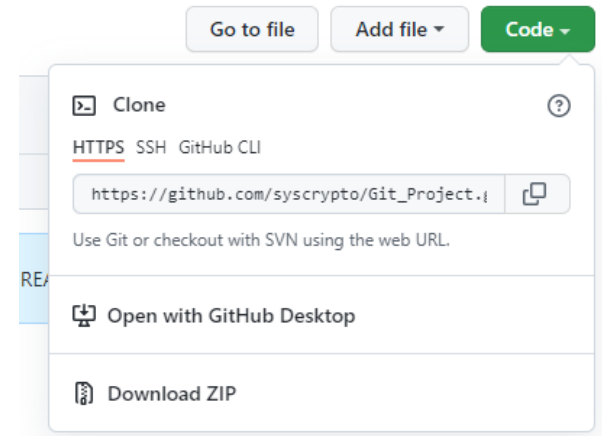 Go to file Add file Code
Clone
HTTPS SSH GitHub CLI
https://github.com/syscrypto/Git_Project.g
Use Git or checkout with SVN using the web URL.
REA
Open with GitHub Desktop
Download ZIP